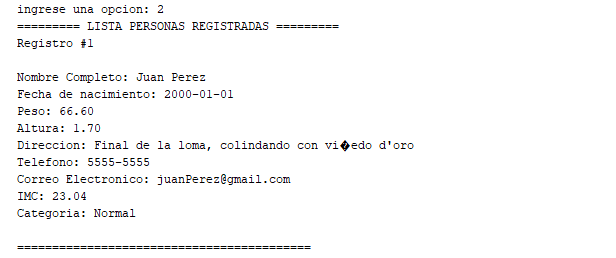 ingrese una opcion: 2
========= LISTA PERSONAS REGISTRADAS =========
Registro #1
Nombre Completo: Juan Perez
Fecha de nacimiento: 2000-01-01
Peso: 66.60
Altura: 1.70
Direccion: Final de la loma, colindando con vi�edo d'oro
Telefono: 5555-5555
Correo Electronico: juanPerez@gmail.com
IMC: 23.04
Categoria: Normal
==========================================